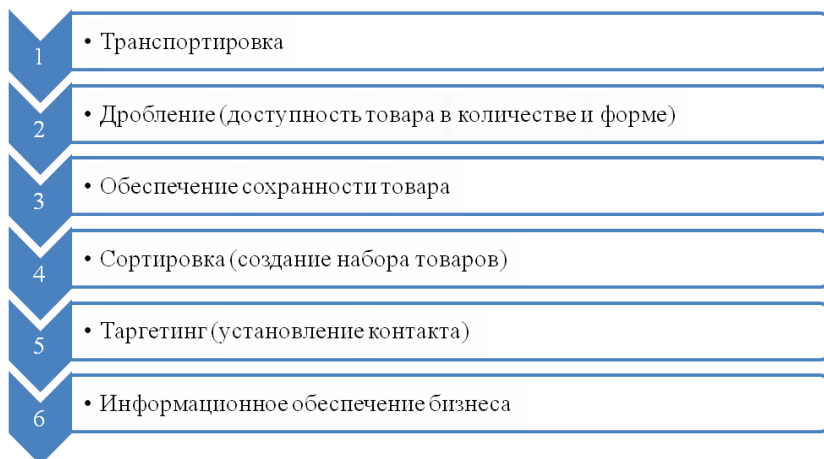 1 • Транспортировка
2 • Дробление (доступность товара в количестве и форме)
3 • Обеспечение сохранности товара
4 • Сортировка (создание набора товаров)
5 • Таргетинг (установление контакта)
6 • Информационное обеспечение бизнеса